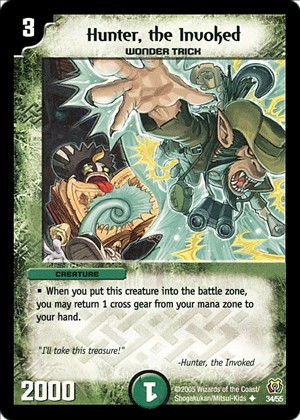 3
Hunter, the Invoked
WONDER TRICK
CREATURE
▪ When you put this creature into the battle zone,
you may return 1 cross gear from your mana zone to
your hand.
"I'll take this treasure!"
-Hunter, the Invoked
2000
1
©2005 Wizards of the Coast/
Shogakukan/Mitsui-Kids ♦ 34/55